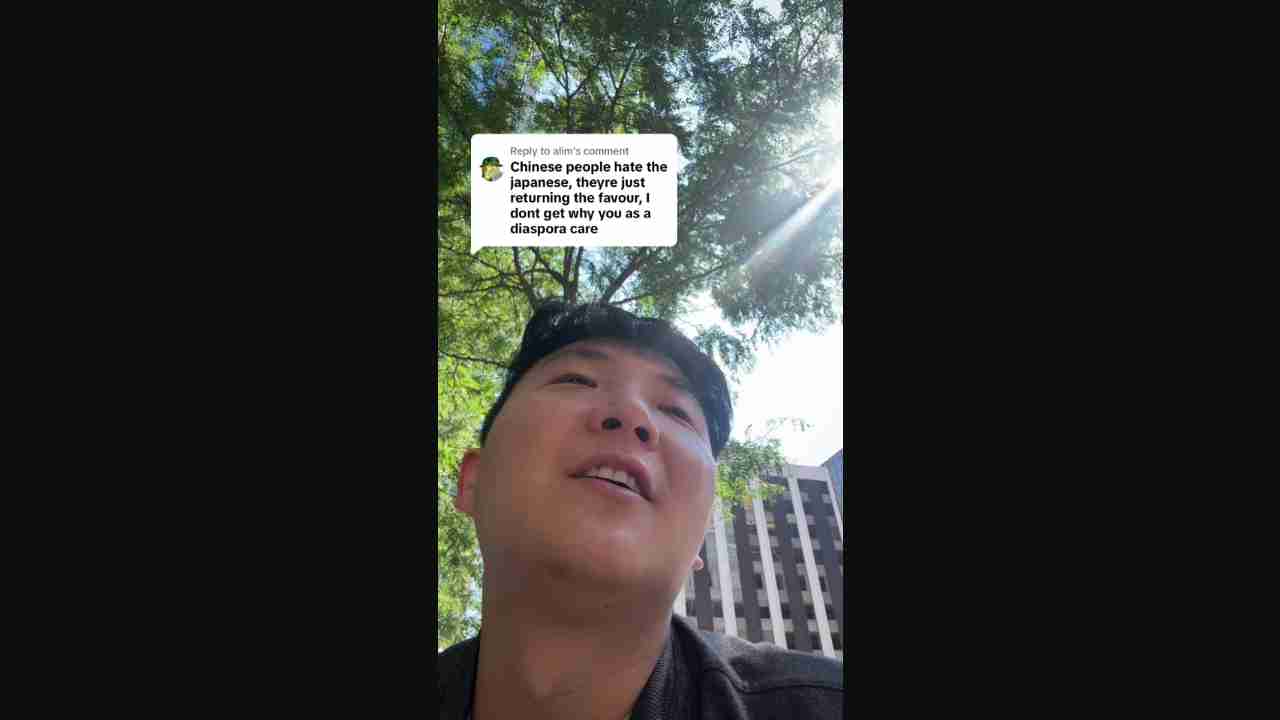 Reply to alim's comment
Chinese people hate the
japanese, theyre just
returning the favour, I
dont get why you as a
diaspora care